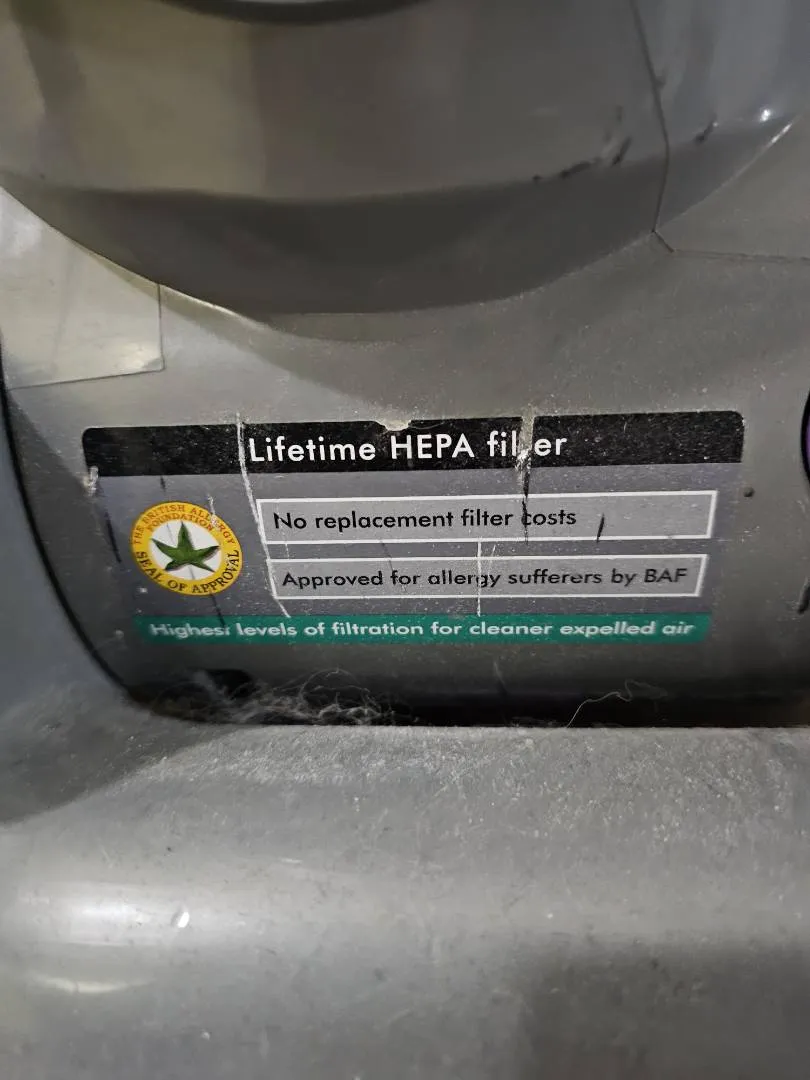 Lifetime HEPA filter
THE BRITISH ALLERGY
FOUNDATION
SEAL OF APPROVAL
No replacement filter costs
Approved for allergy sufferers by BAF
Highest levels of filtration for cleaner expelled air